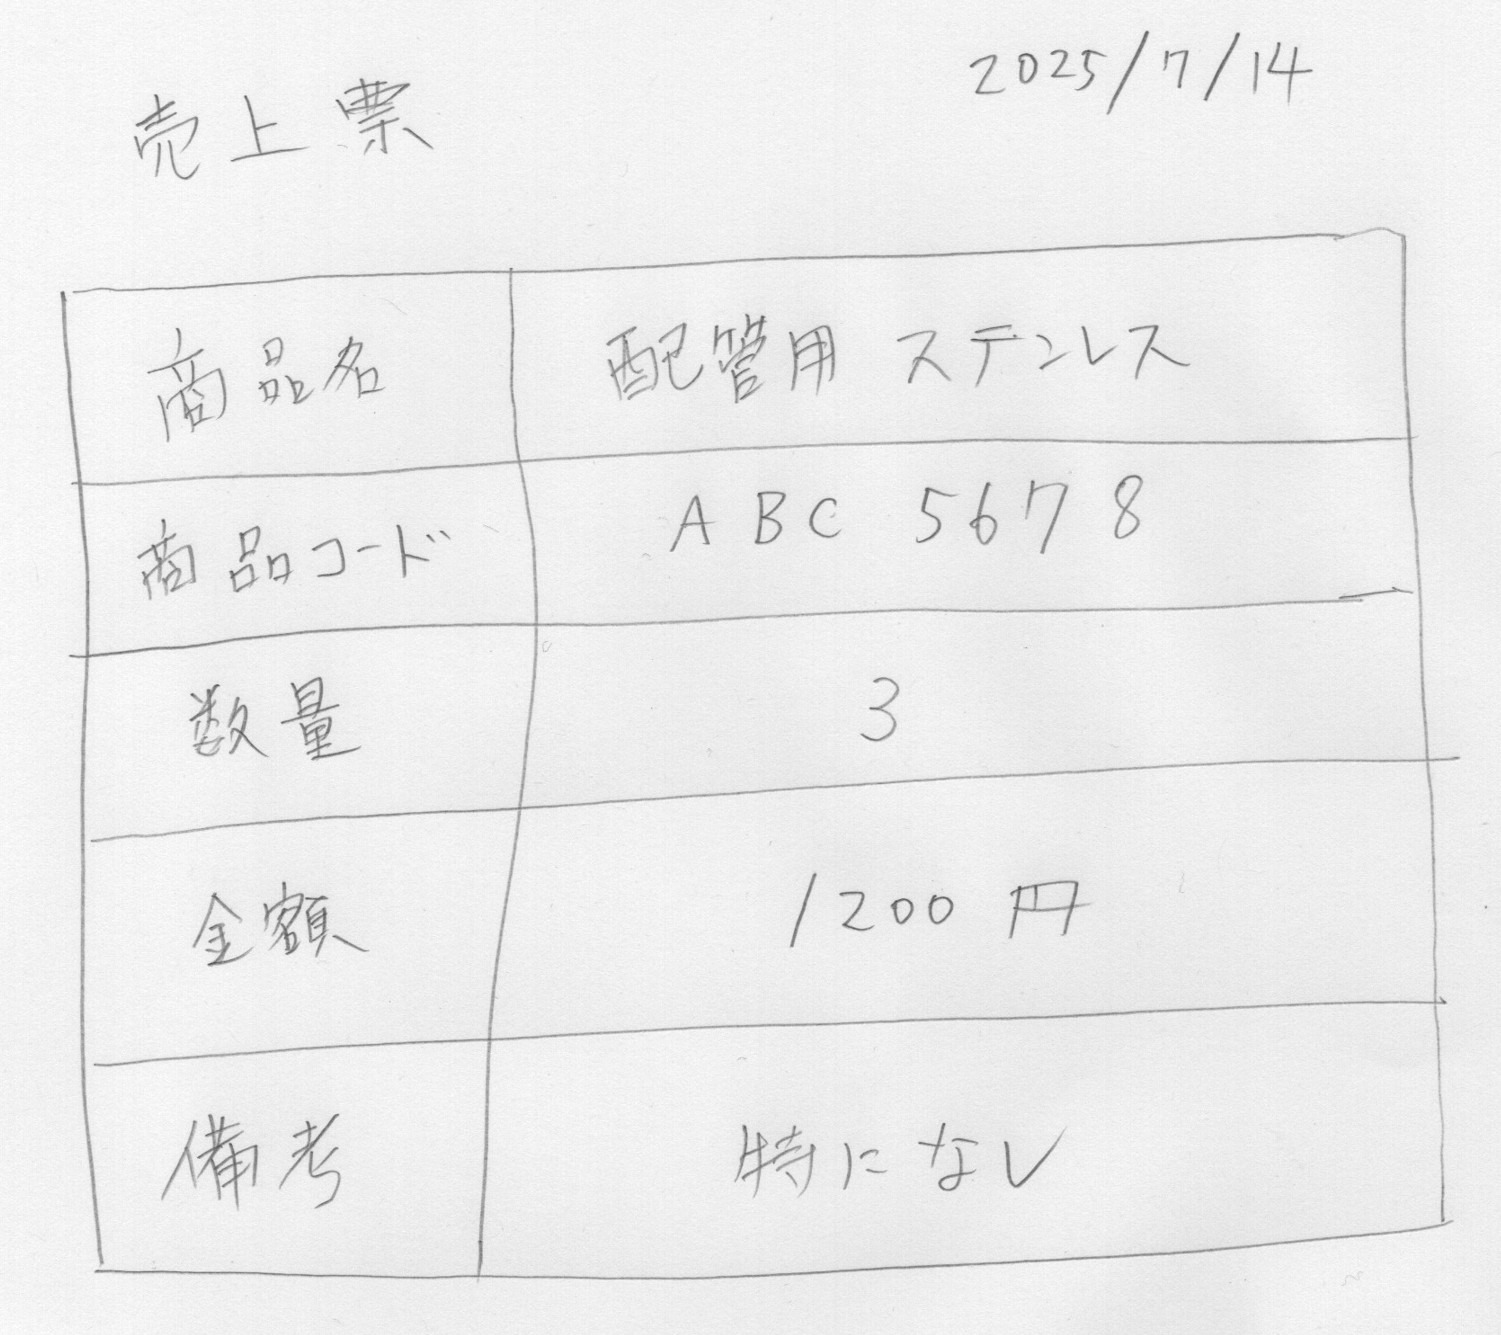 2025/7/14
売上票
商品名 配管用 ステンレス
商品コード ABC 5678
数量 3
金額 1200 円
備考 特になし